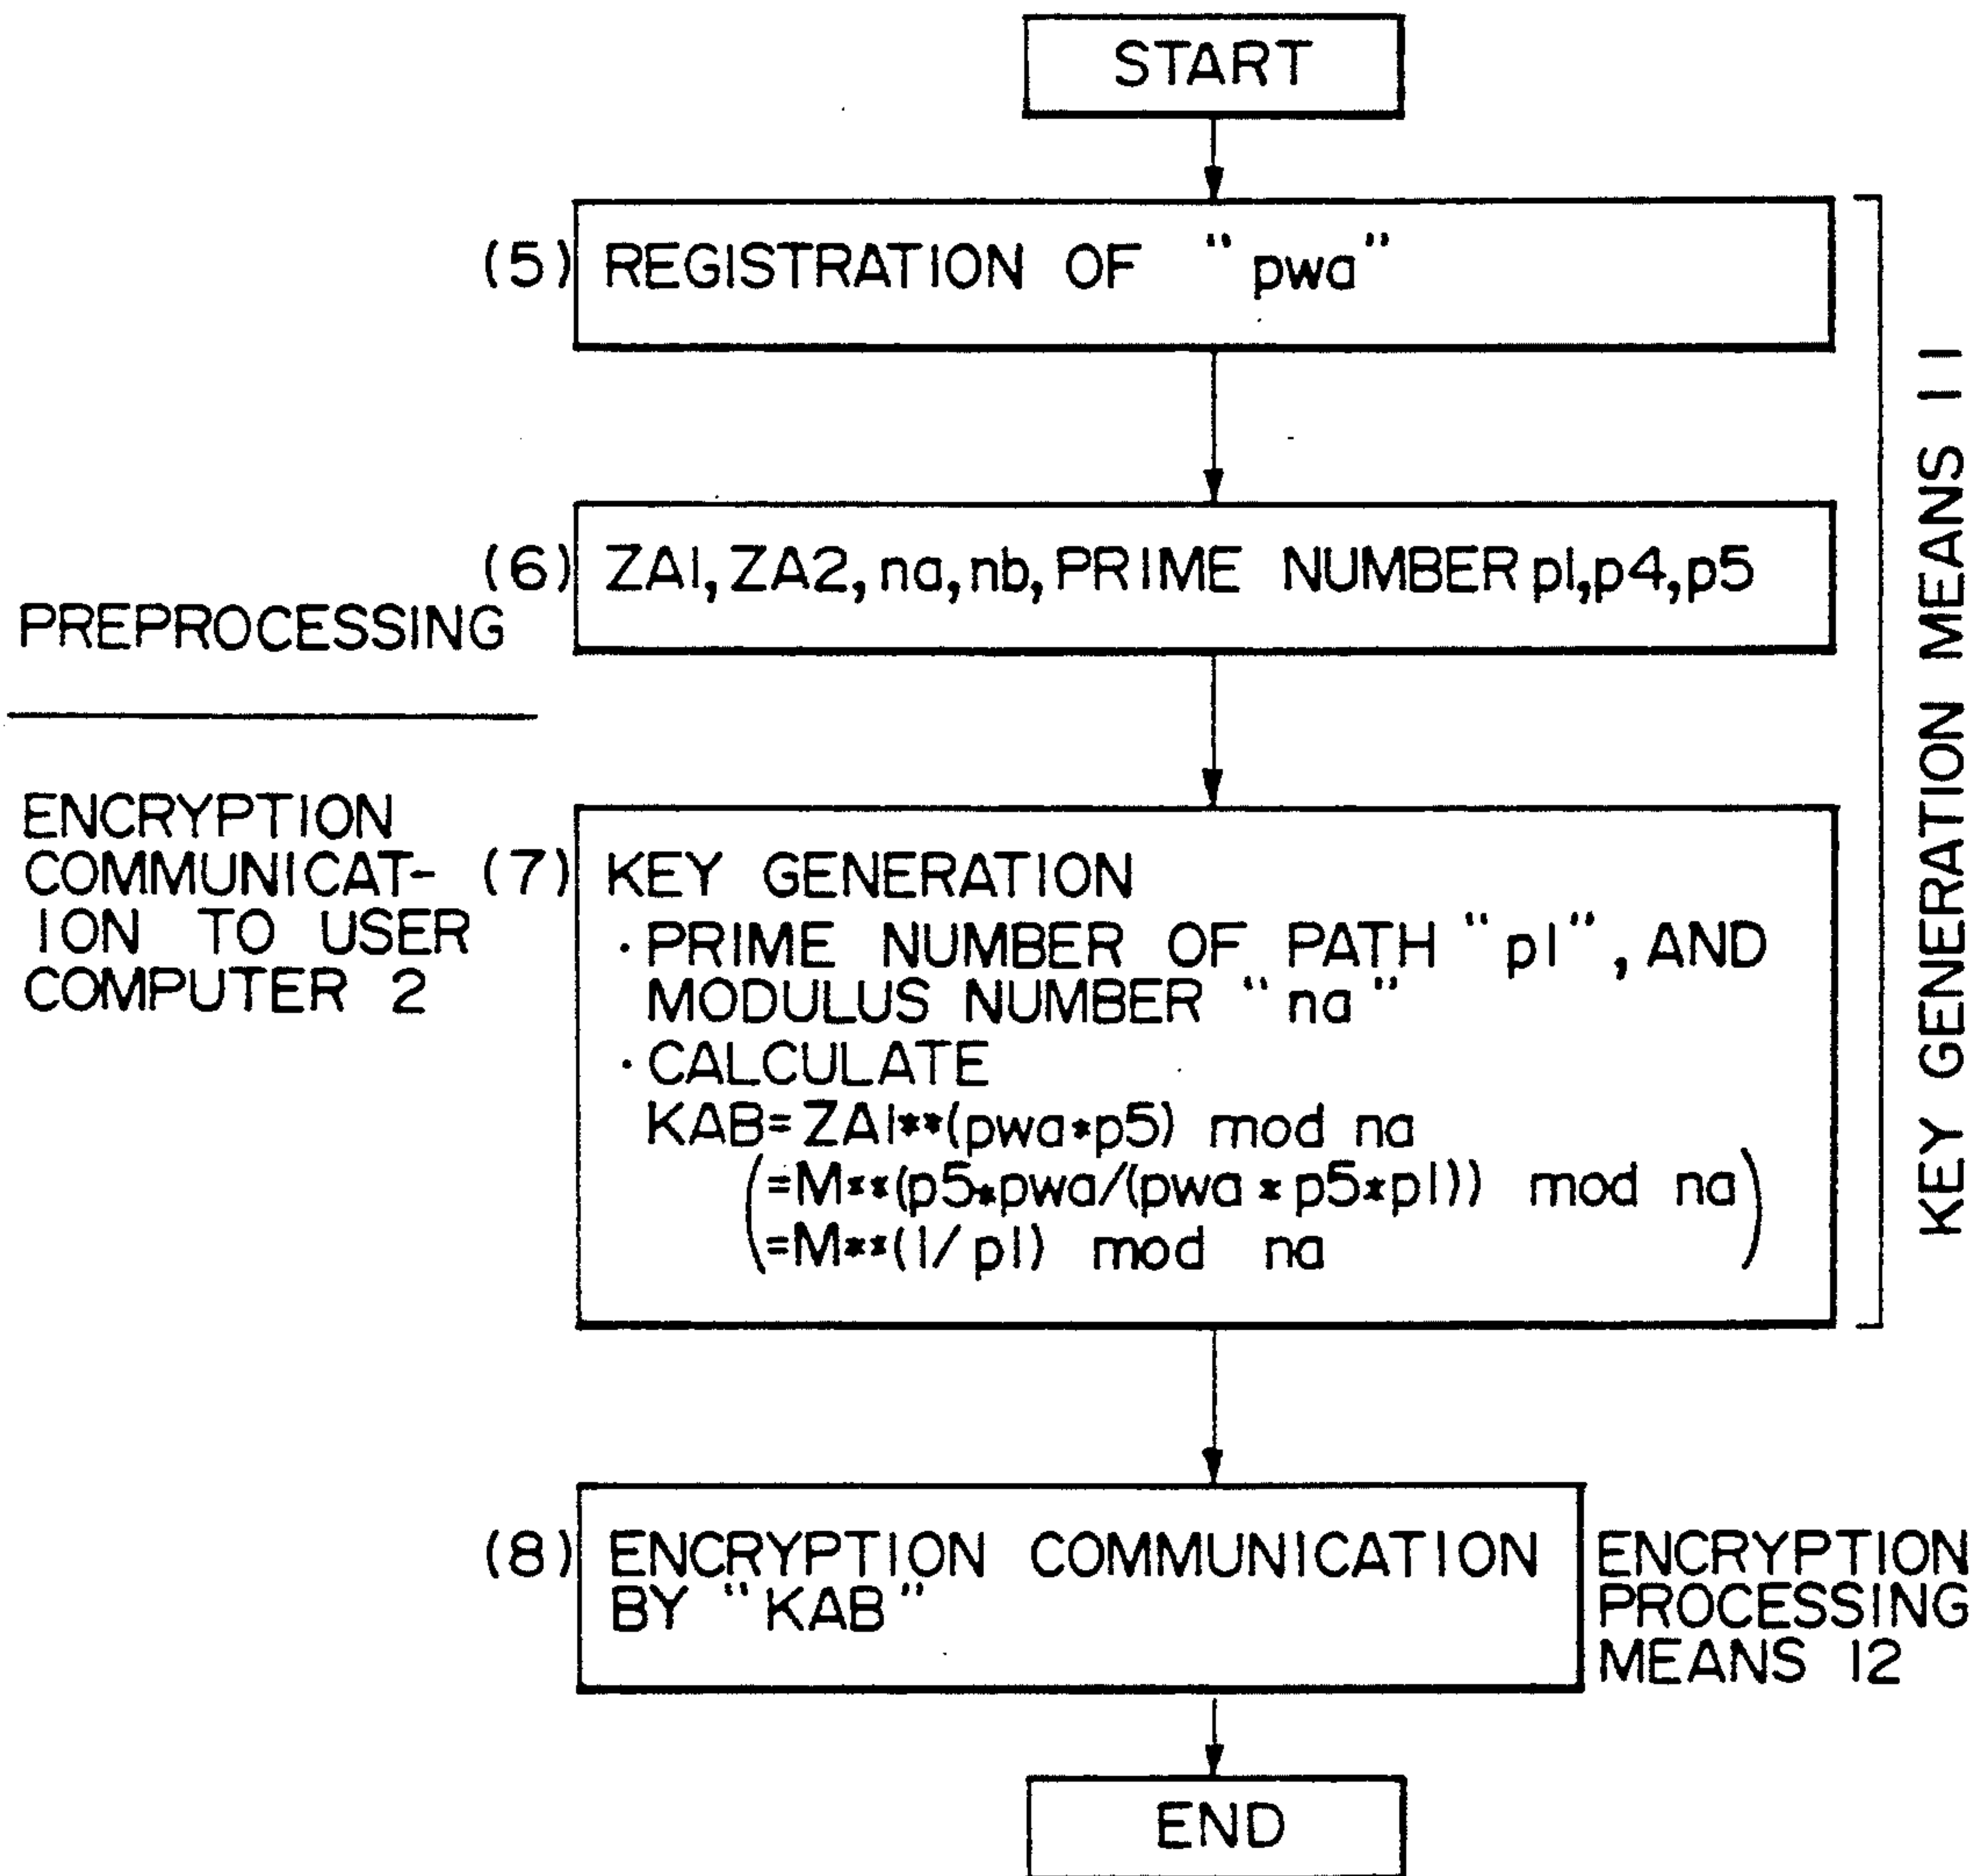 START
(5) REGISTRATION OF "pwa"
(6) ZA1, ZA2, na, nb, PRIME NUMBER p1, p4, p5
PREPROCESSING
ENCRYPTION
COMMUNICAT-
ION TO USER
COMPUTER 2
(7) KEY GENERATION
· PRIME NUMBER OF PATH "p1", AND
MODULUS NUMBER "na"
· CALCULATE
KAB=ZA1**(pwa*p5) mod na
(=M**(p5*pwa/(pwa*p5*p1)) mod na
=M**(1/p1) mod na)
KEY GENERATION MEANS 11
(8) ENCRYPTION COMMUNICATION
BY "KAB"
ENCRYPTION
PROCESSING
MEANS 12
END